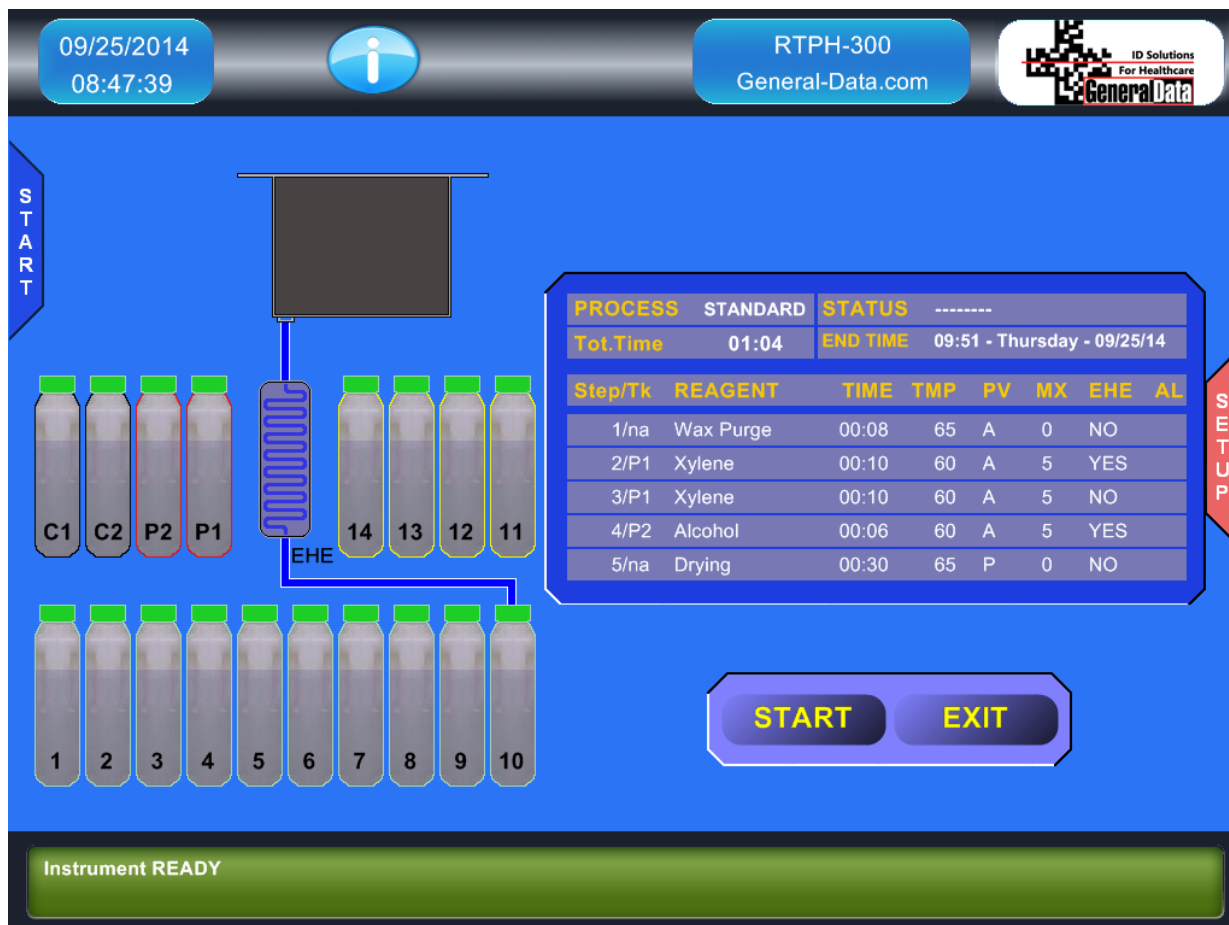 09/25/2014
08:47:39
i
RTPH-300
General-Data.com
ID Solutions
For Healthcare
GeneralData
START
PROCESS STANDARD STATUS --------
Tot.Time 01:04 END TIME 09:51 - Thursday - 09/25/14
Step/Tk REAGENT TIME TMP PV MX EHE AL
1/na Wax Purge 00:08 65 A 0 NO
2/P1 Xylene 00:10 60 A 5 YES
3/P1 Xylene 00:10 60 A 5 NO
4/P2 Alcohol 00:06 60 A 5 YES
5/na Drying 00:30 65 P 0 NO
SETUP
C1 C2 P2 P1 14 13 12 11
EHE
1 2 3 4 5 6 7 8 9 10
START EXIT
Instrument READY